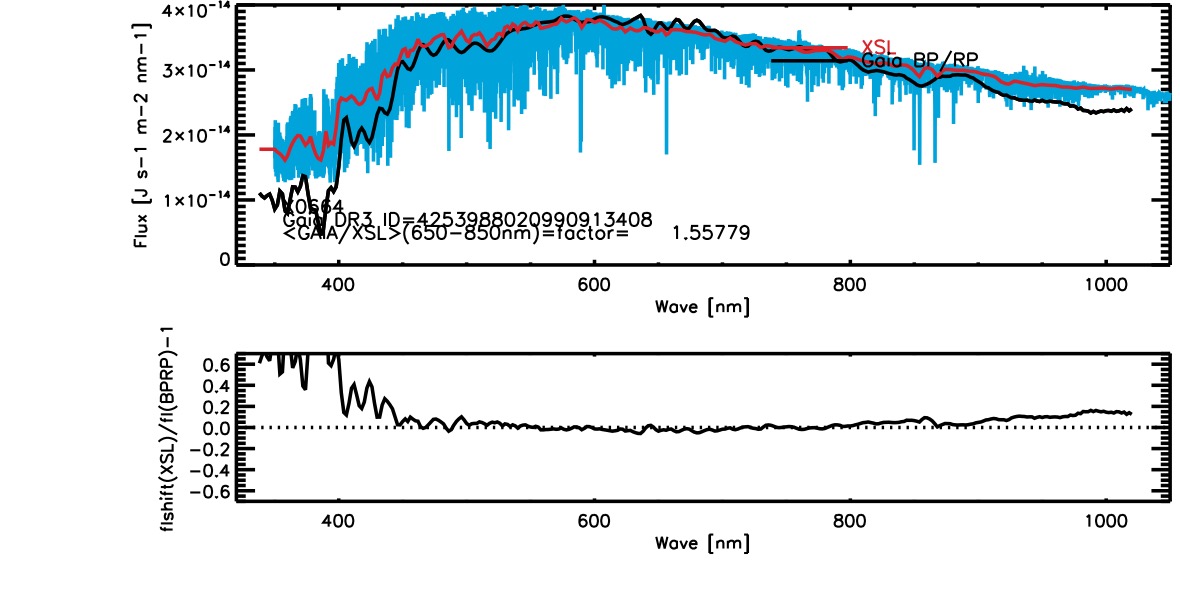 4×10⁻¹⁴
3×10⁻¹⁴
2×10⁻¹⁴
1×10⁻¹⁴
0
Flux [J s−1 m−2 nm−1]
XSL
Gaia BP/RP
X0564
Gaia DR3 ID=4253988020990913408
<GAIA/XSL>(650−850nm)=factor= 1.55779
400 600 800 1000
Wave [nm]
flshift(XSL)/fl(BPRP)−1
0.6
0.4
0.2
0.0
−0.2
−0.4
−0.6
400 600 800 1000
Wave [nm]